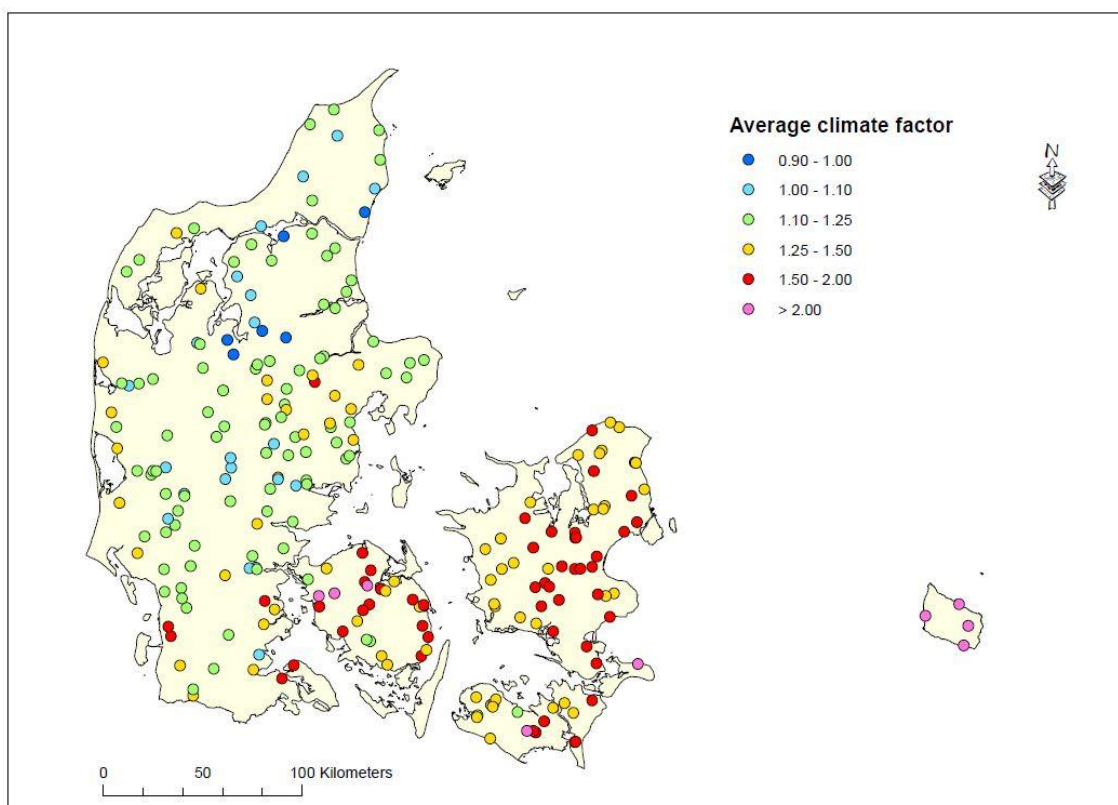 Average climate factor
N
0.90 - 1.00
1.00 - 1.10
1.10 - 1.25
1.25 - 1.50
1.50 - 2.00
> 2.00
0 50 100 Kilometers